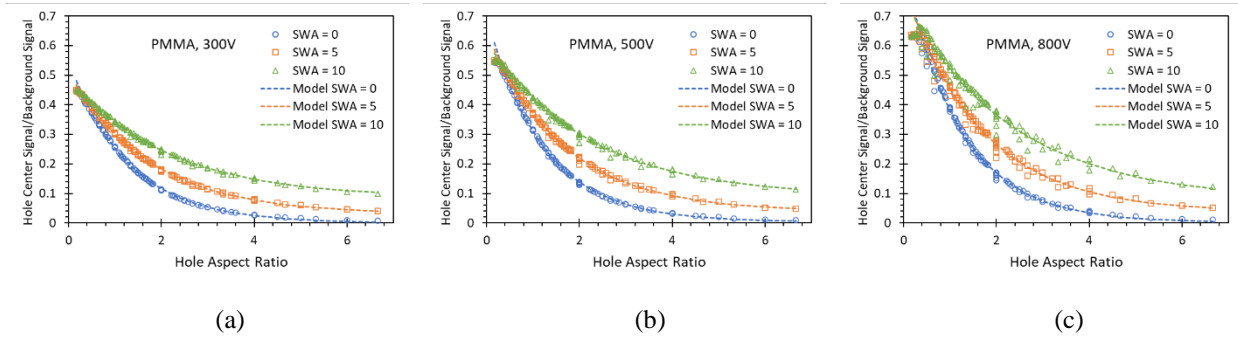 PMMA, 300V
SWA = 0
SWA = 5
SWA = 10
Model SWA = 0
Model SWA = 5
Model SWA = 10
Hole Center Signal/Background Signal
0.7
0.6
0.5
0.4
0.3
0.2
0.1
0
0 2 4 6
Hole Aspect Ratio
(a)
PMMA, 500V
SWA = 0
SWA = 5
SWA = 10
Model SWA = 0
Model SWA = 5
Model SWA = 10
Hole Center Signal/Background Signal
0.7
0.6
0.5
0.4
0.3
0.2
0.1
0
0 2 4 6
Hole Aspect Ratio
(b)
PMMA, 800V
SWA = 0
SWA = 5
SWA = 10
Model SWA = 0
Model SWA = 5
Model SWA = 10
Hole Center Signal/Background Signal
0.7
0.6
0.5
0.4
0.3
0.2
0.1
0
0 2 4 6
Hole Aspect Ratio
(c)